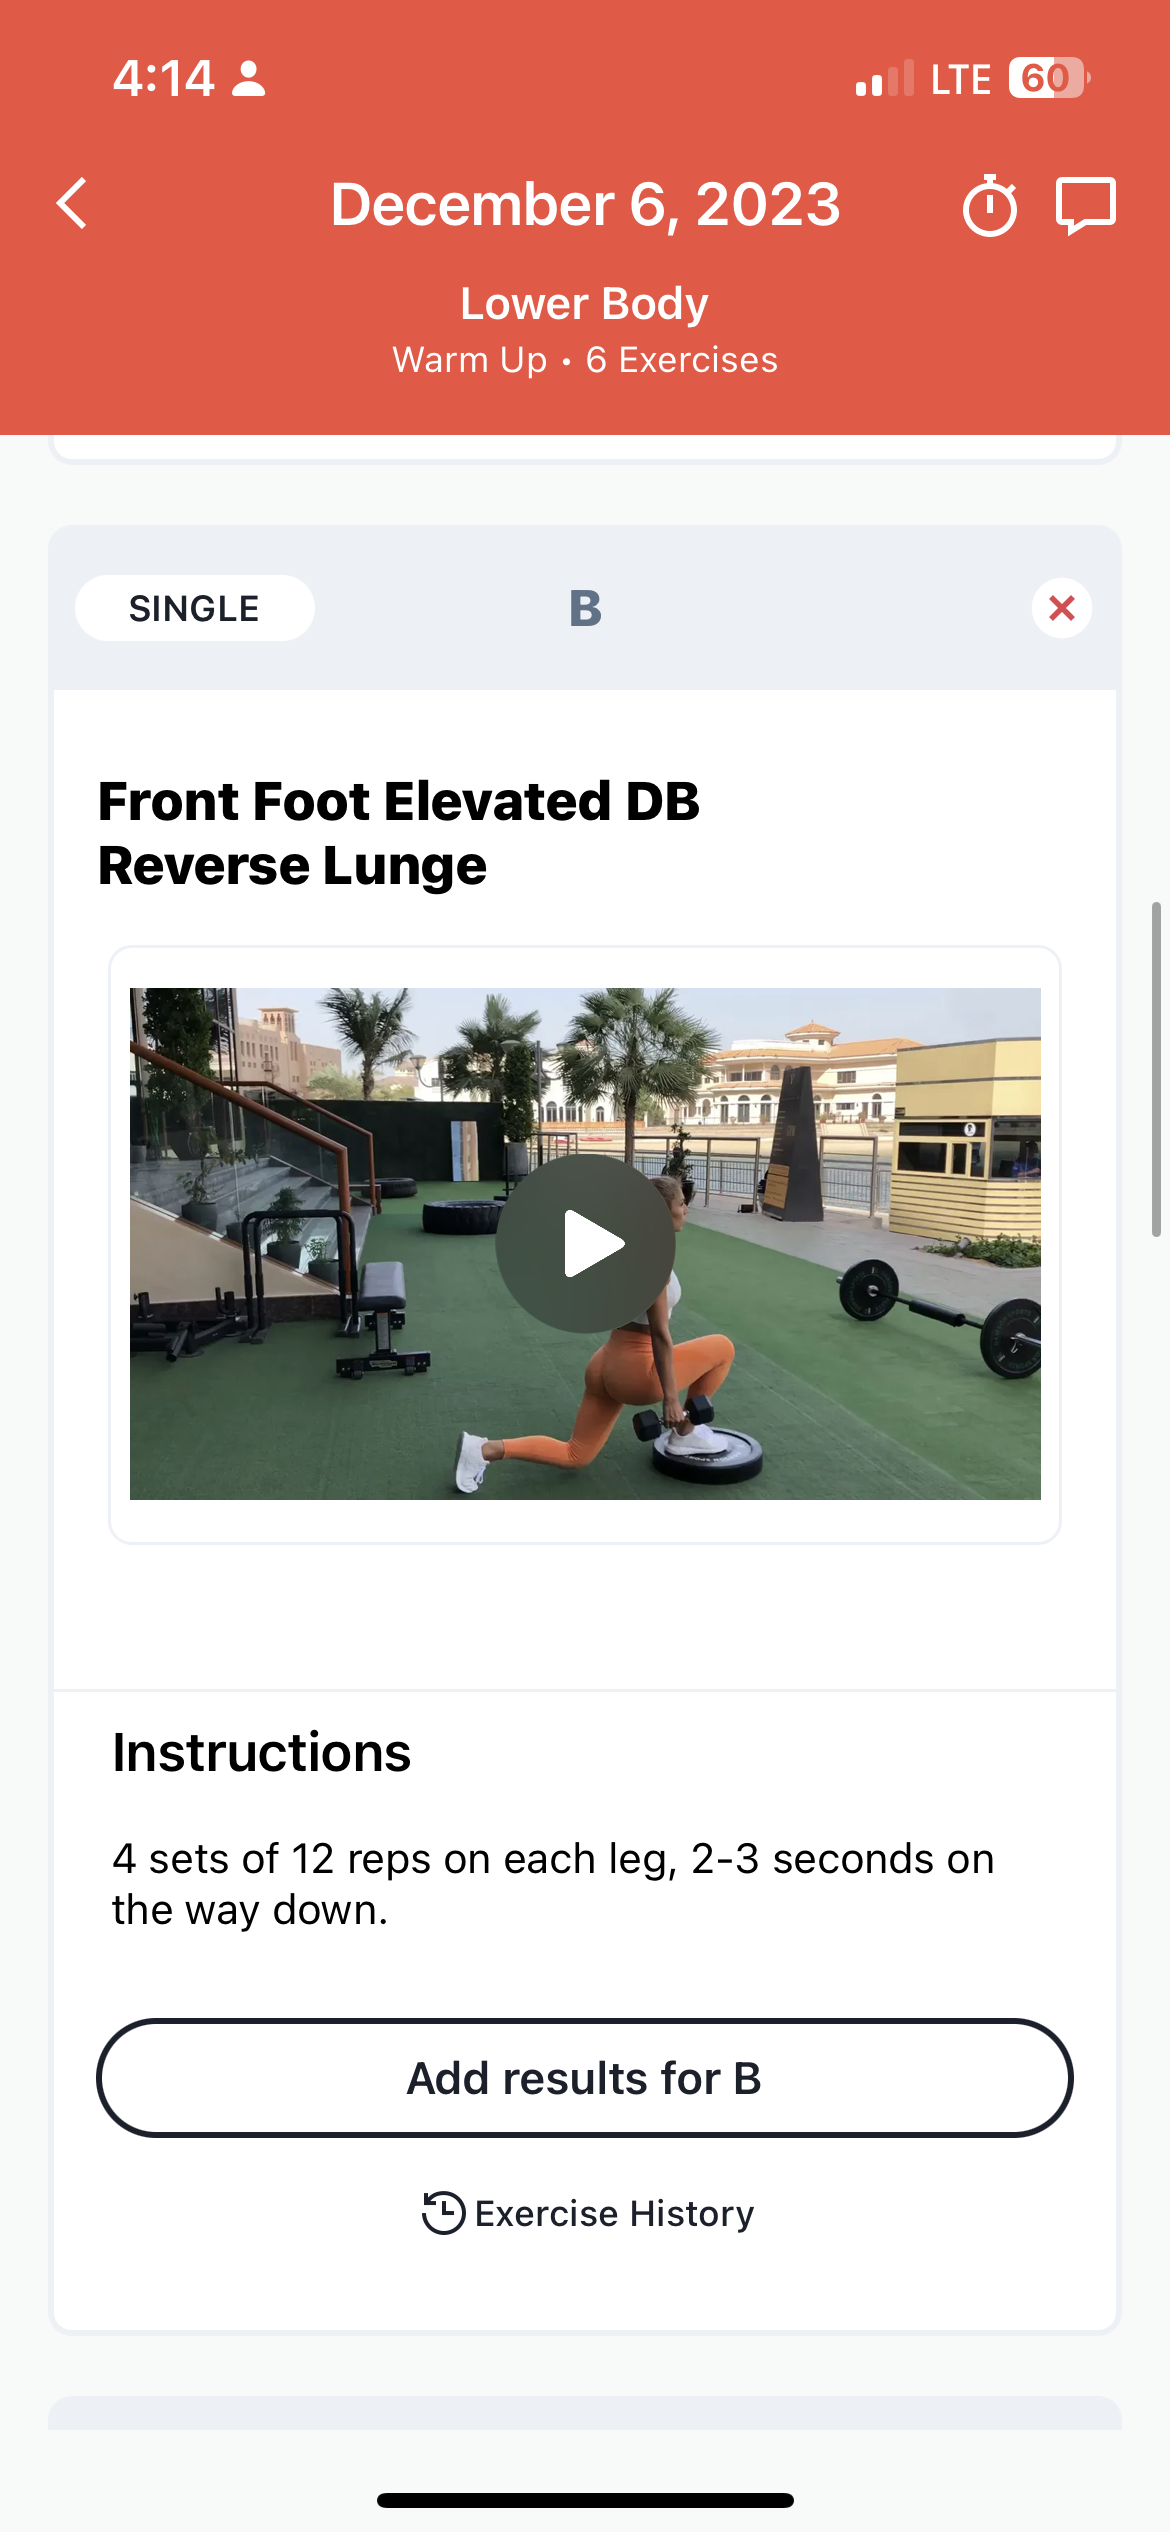 4:14
LTE 60
December 6, 2023
Lower Body
Warm Up • 6 Exercises
SINGLE
B
Front Foot Elevated DB
Reverse Lunge
Instructions
4 sets of 12 reps on each leg, 2-3 seconds on
the way down.
Add results for B
Exercise History